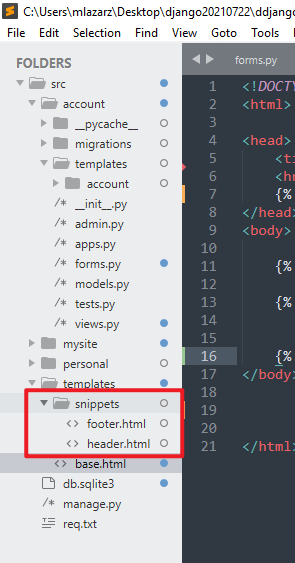 C:\Users\mlazarz\Desktop\django20210722\ddjango
File Edit Selection Find View Goto Tools
FOLDERS
src
account
__pycache__
migrations
templates
account
__init__.py
admin.py
apps.py
forms.py
models.py
tests.py
views.py
mysite
personal
templates
snippets
footer.html
header.html
base.html
db.sqlite3
manage.py
req.txt
forms.py
1 <!DOCTY
2 <html>
3
4 <head>
5 <ti
6 <h
7 {%
8 </head>
9 <body>
10
11 {%
12
13 {%
14
15
16 {%
17 </body>
18
19
20
21 </html>